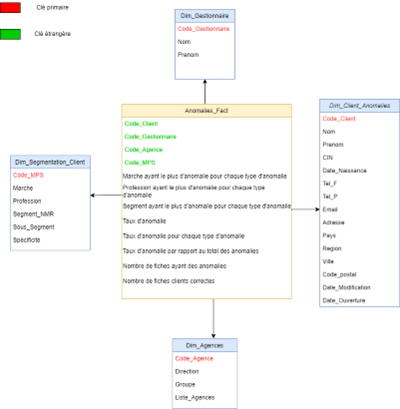 Clé primaire
Clé étrangère
Dim_Gestionnaire
Code_Gestionnaire
Nom
Prenom
Anomalies_Fact
Code_Client
Code_Gestionnaire
Code_Agence
Code_MPS
Marche ayant le plus d'anomalie pour chaque type d'anomalie
Profession ayant le plus d'anomalie pour chaque type
d'anomalie
Segment ayant le plus d'anomalie pour chaque type d'anomalie
Taux d'anomalie
Taux d'anomalie pour chaque type d'anomalie
Taux d'anomalie par rapport au total des anomalies
Nombre de fiches ayant des anomalies
Nombre de fiches clients correctes
Dim_Segmentation_Client
Code_MPS
Marche
Profession
Segment_NMR
Sous_Segment
Spécificité
Dim_Client_Anomalies
Code_Client
Nom
Prenom
CIN
Date_Naissance
Tel_F
Tel_P
Email
Adresse
Pays
Region
Ville
Code_postal
Date_Modification
Date_Ouverture
Dim_Agences
Code_Agence
Direction
Groupe
Liste_Agences